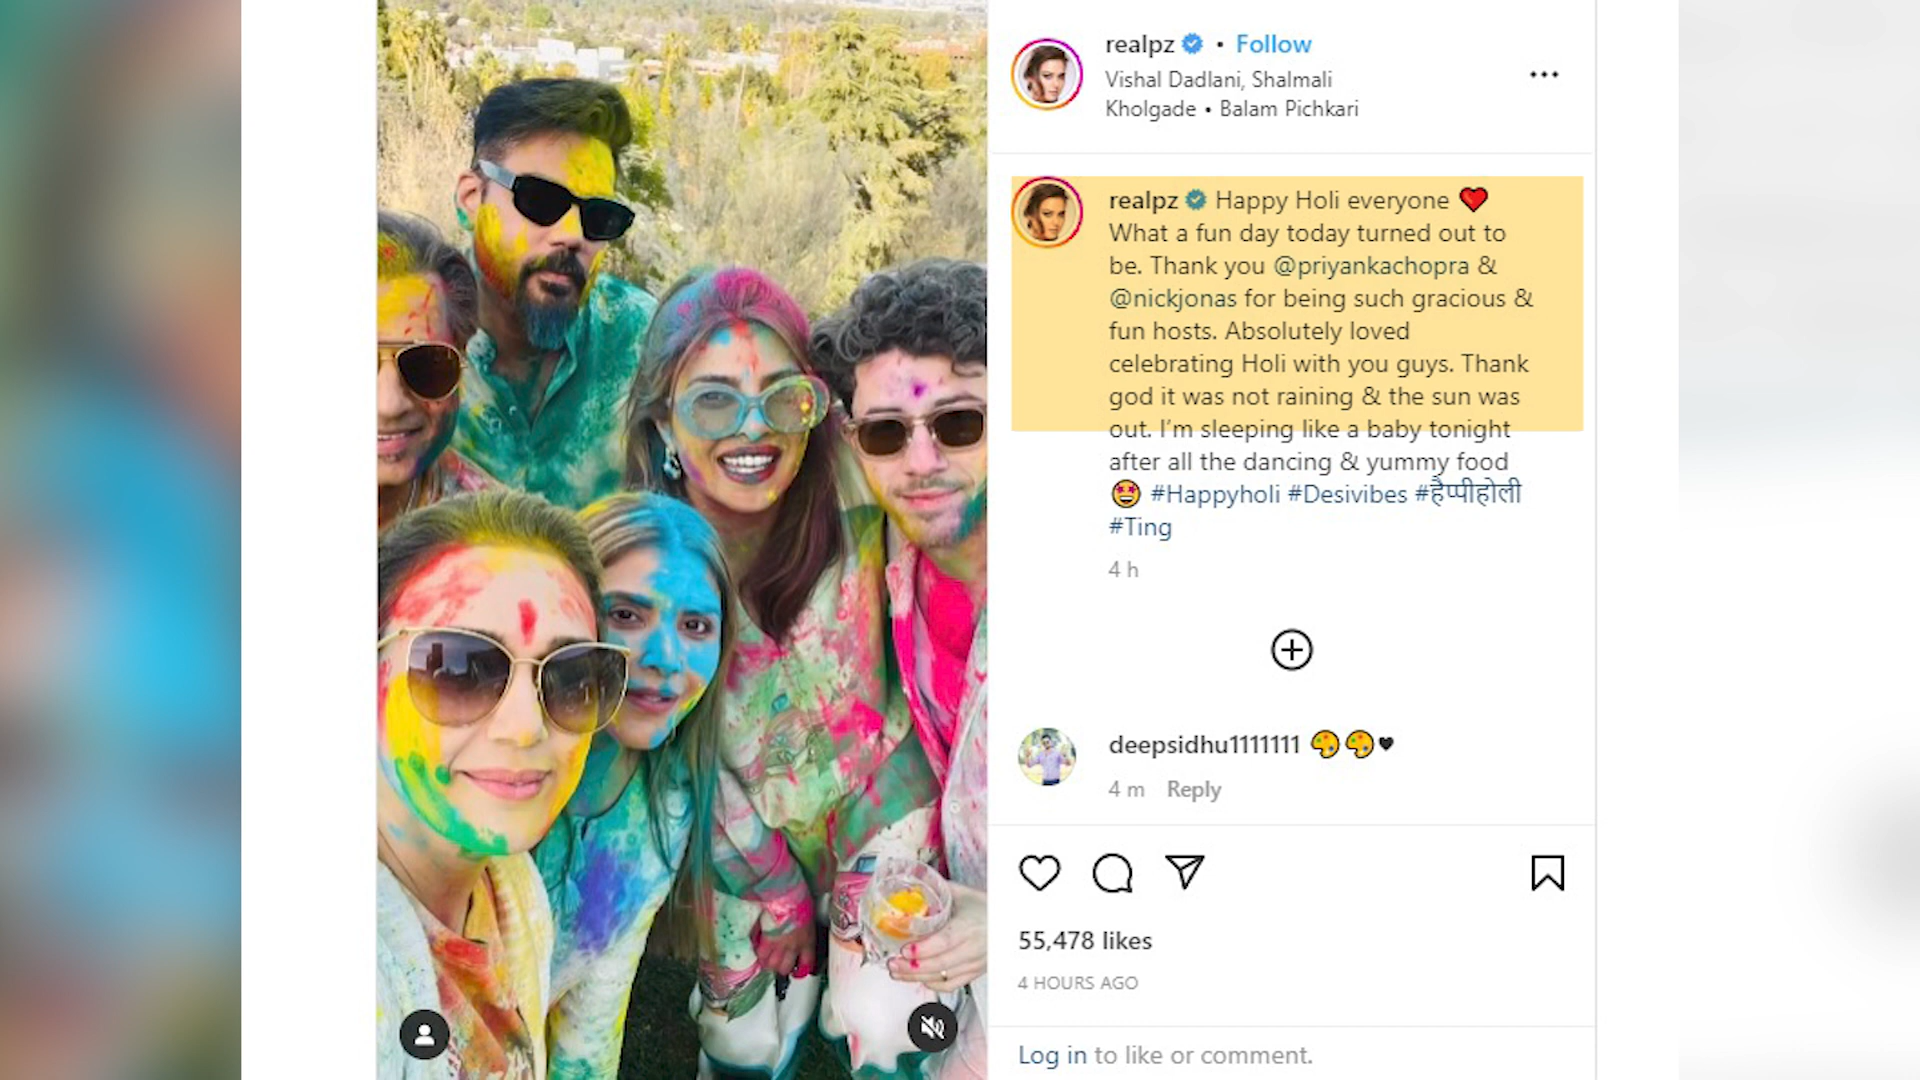 realpz • Follow
Vishal Dadlani, Shalmali
Kholgade • Balam Pichkari
realpz Happy Holi everyone ❤️
What a fun day today turned out to
be. Thank you @priyankachopra &
@nickjonas for being such gracious &
fun hosts. Absolutely loved
celebrating Holi with you guys. Thank
god it was not raining & the sun was
out. I’m sleeping like a baby tonight
after all the dancing & yummy food
🤩 #Happyholi #Desivibes #हैप्पीहोली
#Ting
4 h
deepsidhu1111111 🎨🎨🖤
4 m Reply
55,478 likes
4 HOURS AGO
Log in to like or comment.